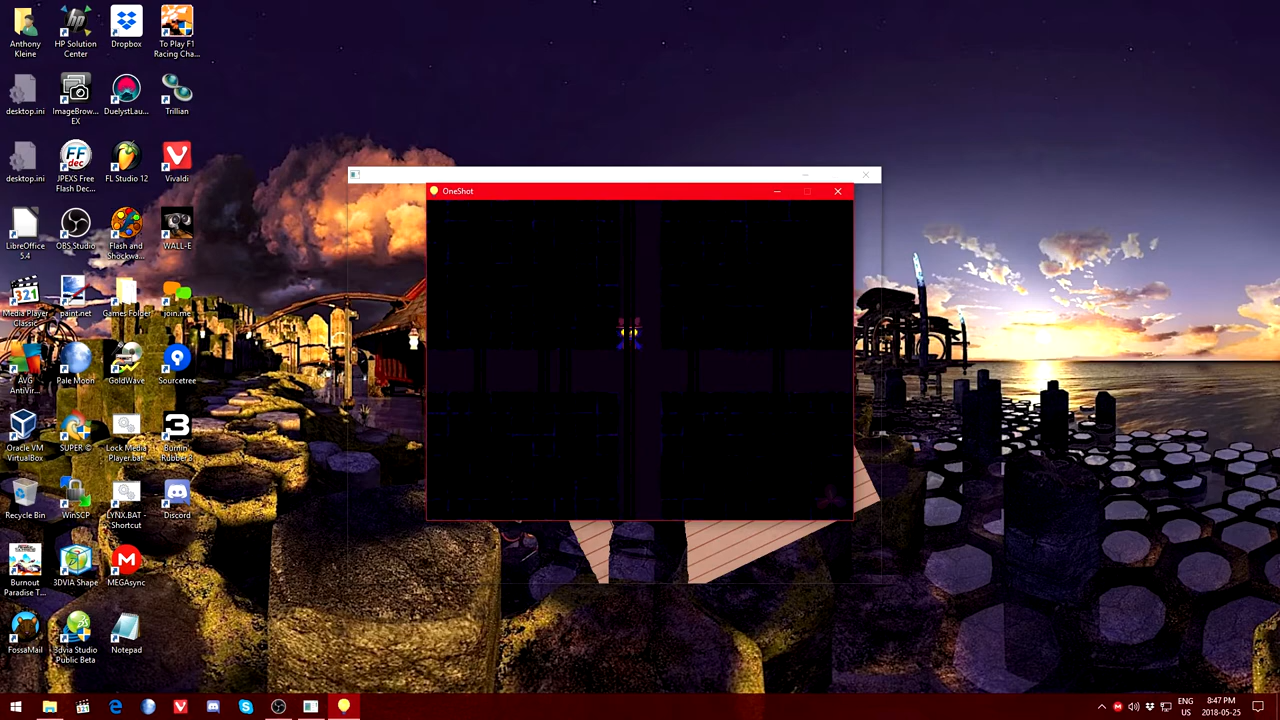 Anthony
Kleine
HP Solution
Center
Dropbox
To Play F1
Racing Cha...
desktop.ini
ImageBrow...
EX
DuelystLau...
Trillian
desktop.ini
JPEXS Free
Flash Dec...
FL Studio 12
Vivaldi
LibreOffice
5.4
OBS Studio
Flash and
Shockwa...
WALL-E
Media Player
Classic
paint.net
Games Folder
join.me
AVG
AntiVir...
Pale Moon
GoldWave
Sourcetree
Oracle VM
VirtualBox
SUPER ©
Lock Media
Player.bat
Burnin'
Rubber 3
Recycle Bin
WinSCP
LYNX.BAT -
Shortcut
Discord
Burnout
Paradise T...
3DVIA Shape
MEGAsync
FossaMail
3dvia Studio
Public Beta
Notepad
OneShot
ENG
US
8:47 PM
2018-05-25